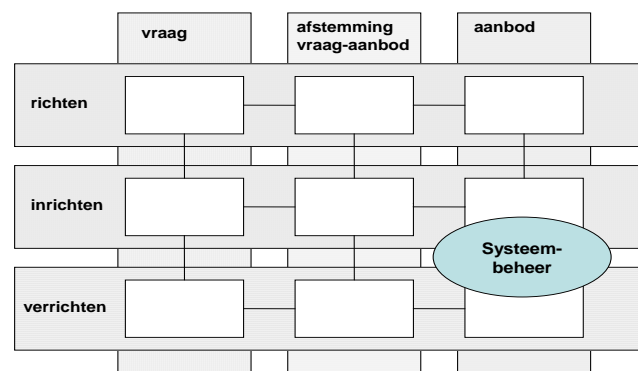 vraag
afstemming
vraag-aanbod
aanbod
richten
inrichten
Systeem-
beheer
verrichten